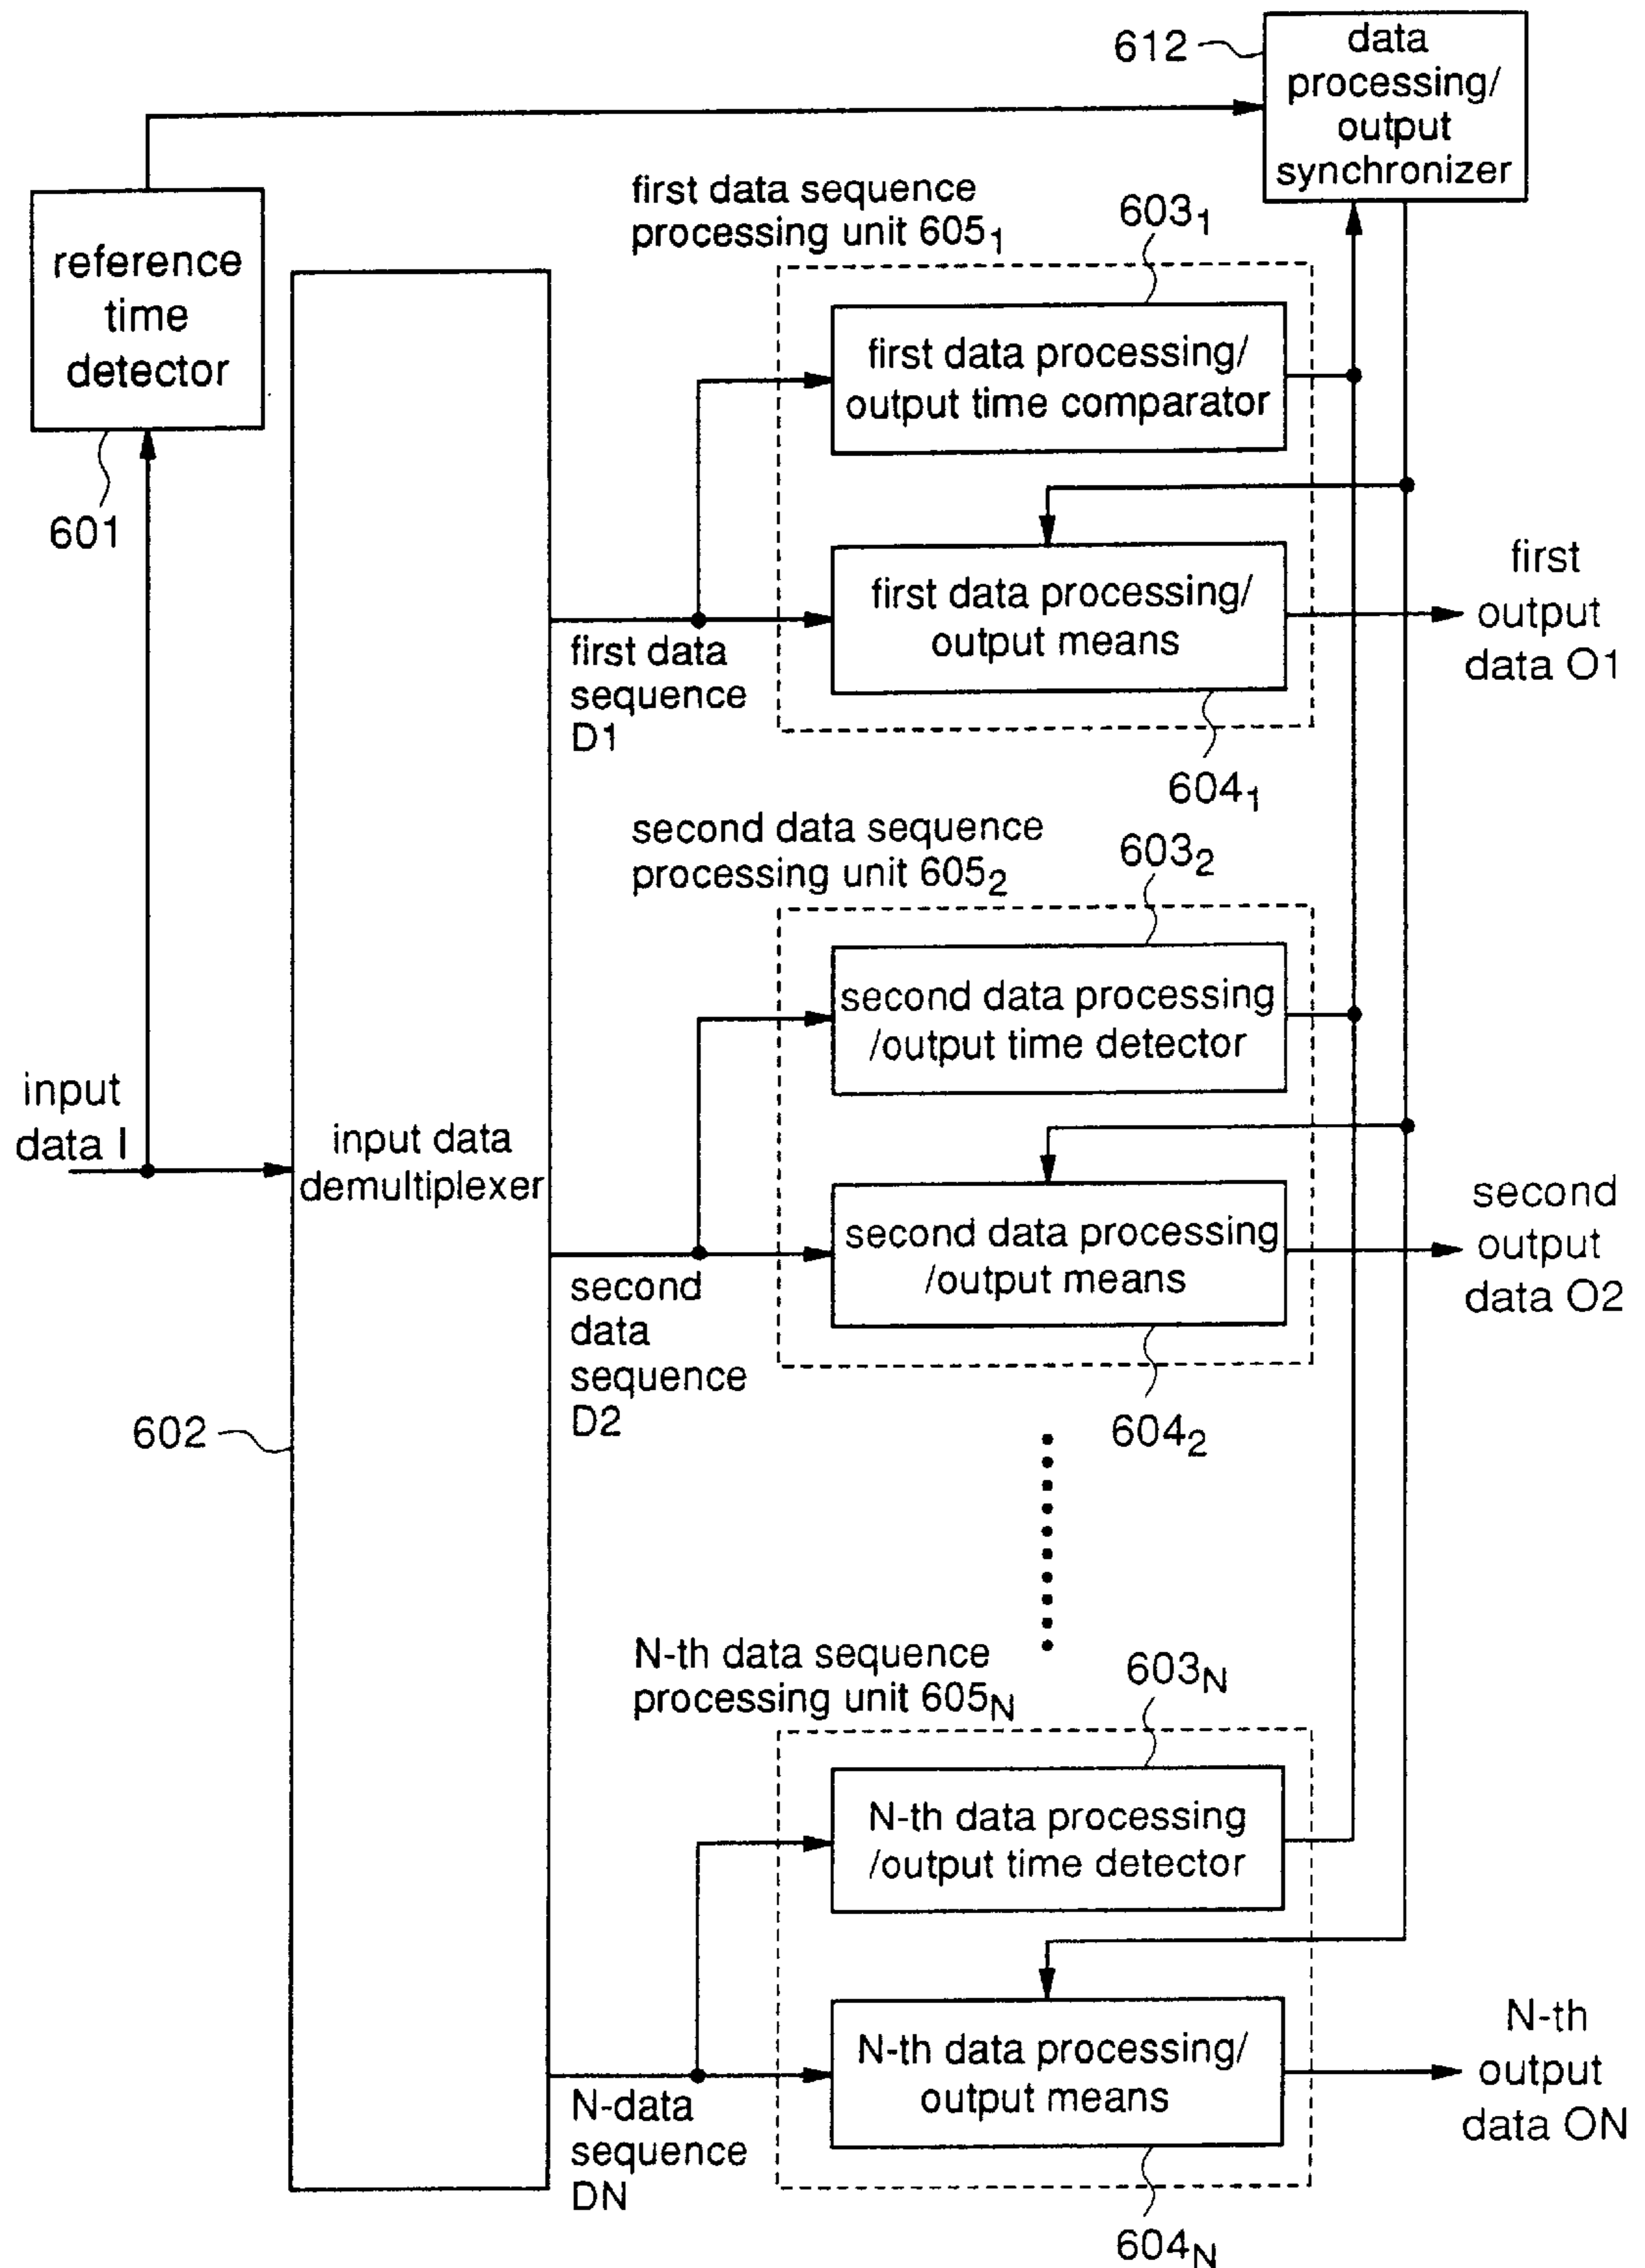 612
data
processing/
output
synchronizer
reference
time
detector
601
first data sequence
processing unit 605₁
603₁
first data processing/
output time comparator
first data processing/
output means
604₁
first data
sequence
D1
first
output
data O1
second data sequence
processing unit 605₂
603₂
second data processing
/output time detector
second data processing
/output means
604₂
second
data
sequence
D2
second
output
data O2
input
data I
input data
demultiplexer
602
N-th data sequence
processing unit 605N
603N
N-th data processing
/output time detector
N-th data processing/
output means
604N
N-data
sequence
DN
N-th
output
data ON